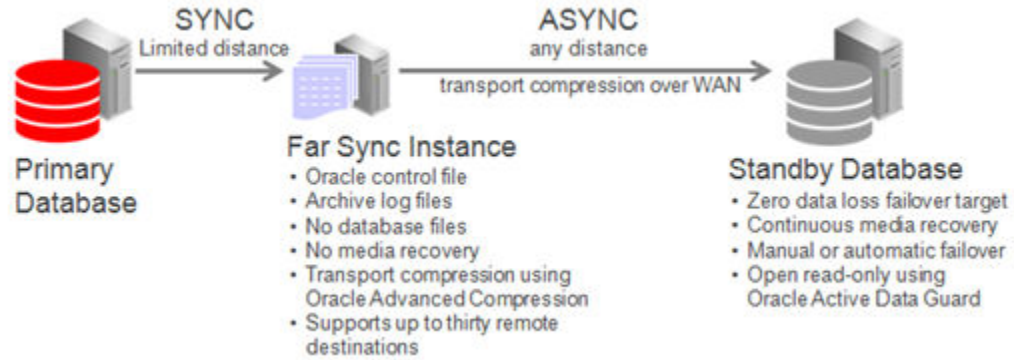 SYNC
Limited distance
ASYNC
any distance
transport compression over WAN
Primary
Database
Far Sync Instance
• Oracle control file
• Archive log files
• No database files
• No media recovery
• Transport compression using
Oracle Advanced Compression
• Supports up to thirty remote
destinations
Standby Database
• Zero data loss failover target
• Continuous media recovery
• Manual or automatic failover
• Open read-only using
Oracle Active Data Guard